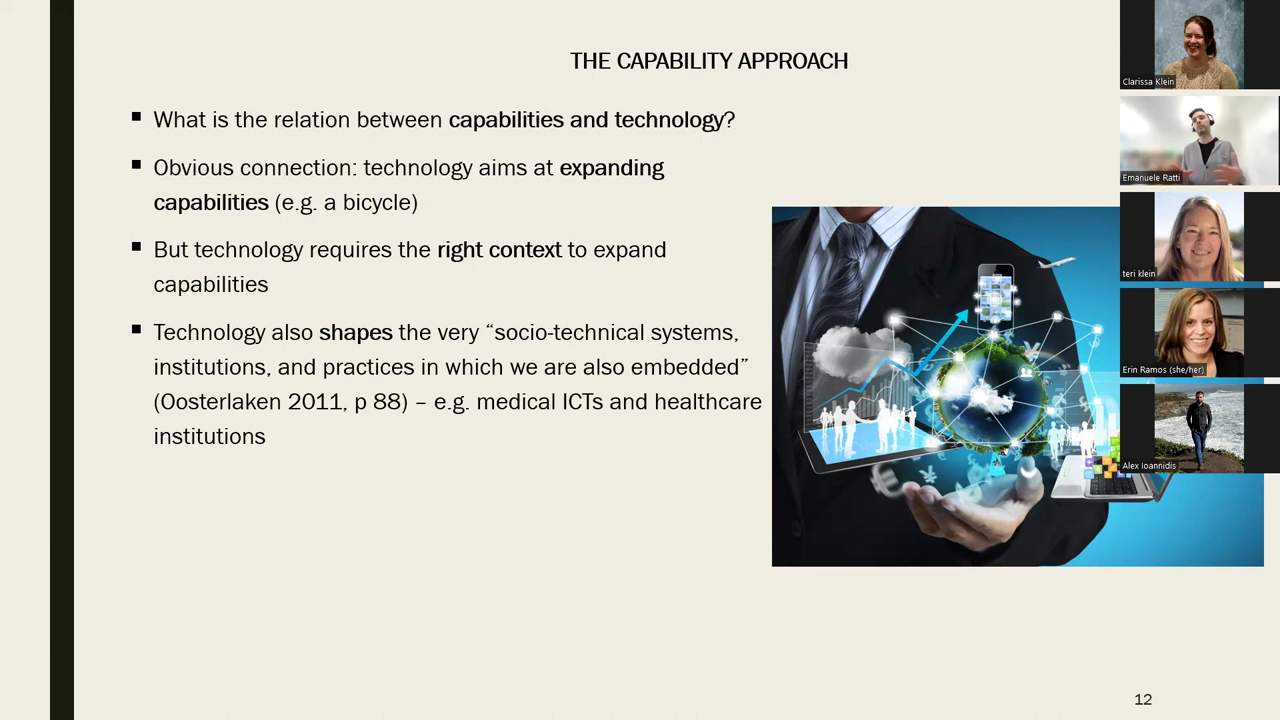 THE CAPABILITY APPROACH
What is the relation between capabilities and technology?
Obvious connection: technology aims at expanding
capabilities (e.g. a bicycle)
But technology requires the right context to expand
capabilities
Technology also shapes the very “socio-technical systems,
institutions, and practices in which we are also embedded”
(Oosterlaken 2011, p 88) – e.g. medical ICTs and healthcare
institutions
12
Clarissa Klein
Emanuele Ratti
teri klein
Erin Ramos (she/her)
Alex Ioannidis